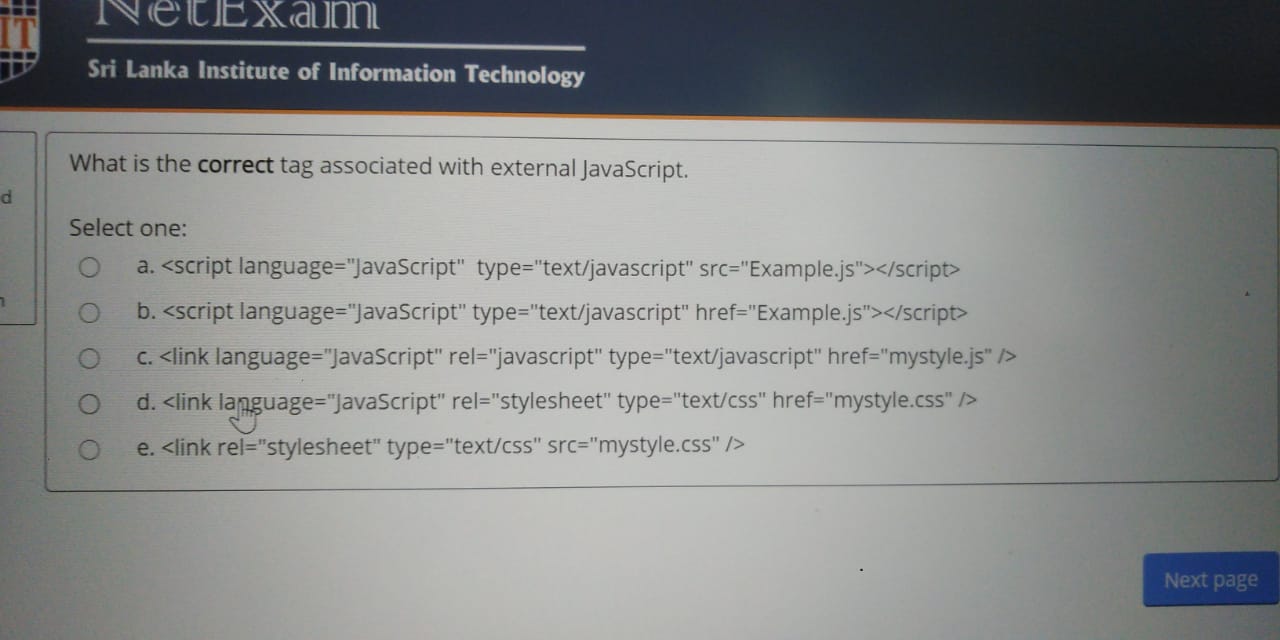 IT
NetExam
Sri Lanka Institute of Information Technology
d
What is the correct tag associated with external JavaScript.
Select one:
a. <script language="JavaScript" type="text/javascript" src="Example.js"></script>
b. <script language="JavaScript" type="text/javascript" href="Example.js"></script>
c. <link language="JavaScript" rel="javascript" type="text/javascript" href="mystyle.js" />
d. <link language="JavaScript" rel="stylesheet" type="text/css" href="mystyle.css" />
e. <link rel="stylesheet" type="text/css" src="mystyle.css" />
Next page